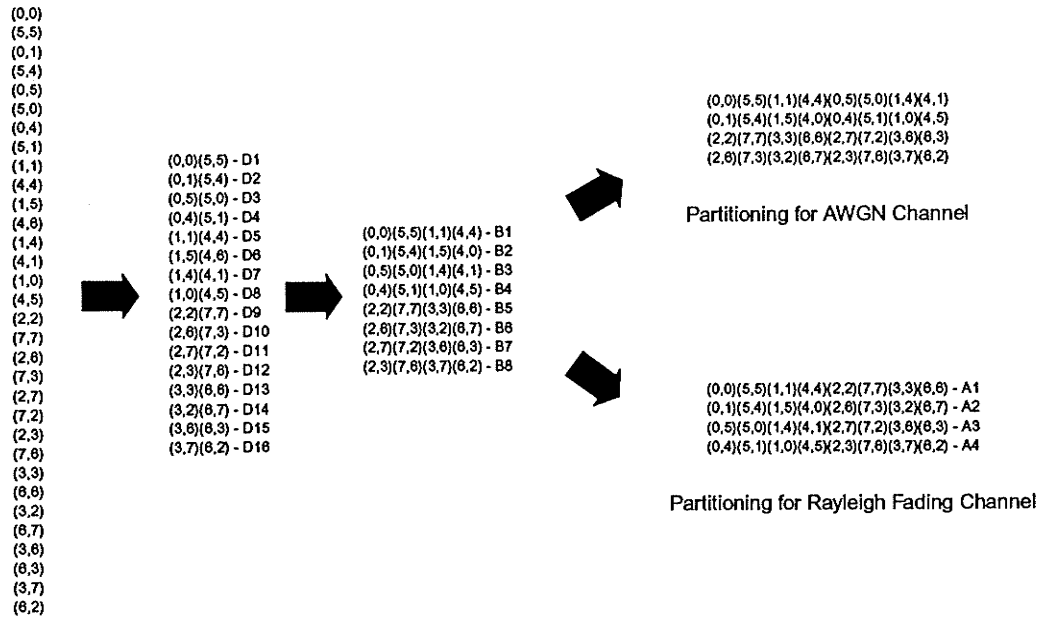 (0,0)
(5,5)
(0,1)
(5,4)
(0,5)
(5,0)
(0,4)
(5,1)
(1,1)
(4,4)
(1,5)
(4,6)
(1,4)
(4,1)
(1,0)
(4,5)
(2,2)
(7,7)
(2,6)
(7,3)
(2,7)
(7,2)
(2,3)
(7,6)
(3,3)
(6,6)
(3,2)
(6,7)
(3,6)
(6,3)
(3,7)
(6,2)
(0,0)(5,5) - D1
(0,1)(5,4) - D2
(0,5)(5,0) - D3
(0,4)(5,1) - D4
(1,1)(4,4) - D5
(1,5)(4,6) - D6
(1,4)(4,1) - D7
(1,0)(4,5) - D8
(2,2)(7,7) - D9
(2,6)(7,3) - D10
(2,7)(7,2) - D11
(2,3)(7,6) - D12
(3,3)(6,6) - D13
(3,2)(6,7) - D14
(3,6)(6,3) - D15
(3,7)(6,2) - D16
(0,0)(5,5)(1,1)(4,4) - B1
(0,1)(5,4)(1,5)(4,0) - B2
(0,5)(5,0)(1,4)(4,1) - B3
(0,4)(5,1)(1,0)(4,5) - B4
(2,2)(7,7)(3,3)(6,6) - B5
(2,6)(7,3)(3,2)(6,7) - B6
(2,7)(7,2)(3,6)(6,3) - B7
(2,3)(7,6)(3,7)(6,2) - B8
(0,0)(5,5)(1,1)(4,4)(0,5)(5,0)(1,4)(4,1)
(0,1)(5,4)(1,5)(4,0)(0,4)(5,1)(1,0)(4,5)
(2,2)(7,7)(3,3)(6,6)(2,7)(7,2)(3,6)(6,3)
(2,6)(7,3)(3,2)(6,7)(2,3)(7,6)(3,7)(6,2)
Partitioning for AWGN Channel
(0,0)(5,5)(1,1)(4,4)(2,2)(7,7)(3,3)(6,6) - A1
(0,1)(5,4)(1,5)(4,0)(2,6)(7,3)(3,2)(6,7) - A2
(0,5)(5,0)(1,4)(4,1)(2,7)(7,2)(3,6)(6,3) - A3
(0,4)(5,1)(1,0)(4,5)(2,3)(7,6)(3,7)(6,2) - A4
Partitioning for Rayleigh Fading Channel